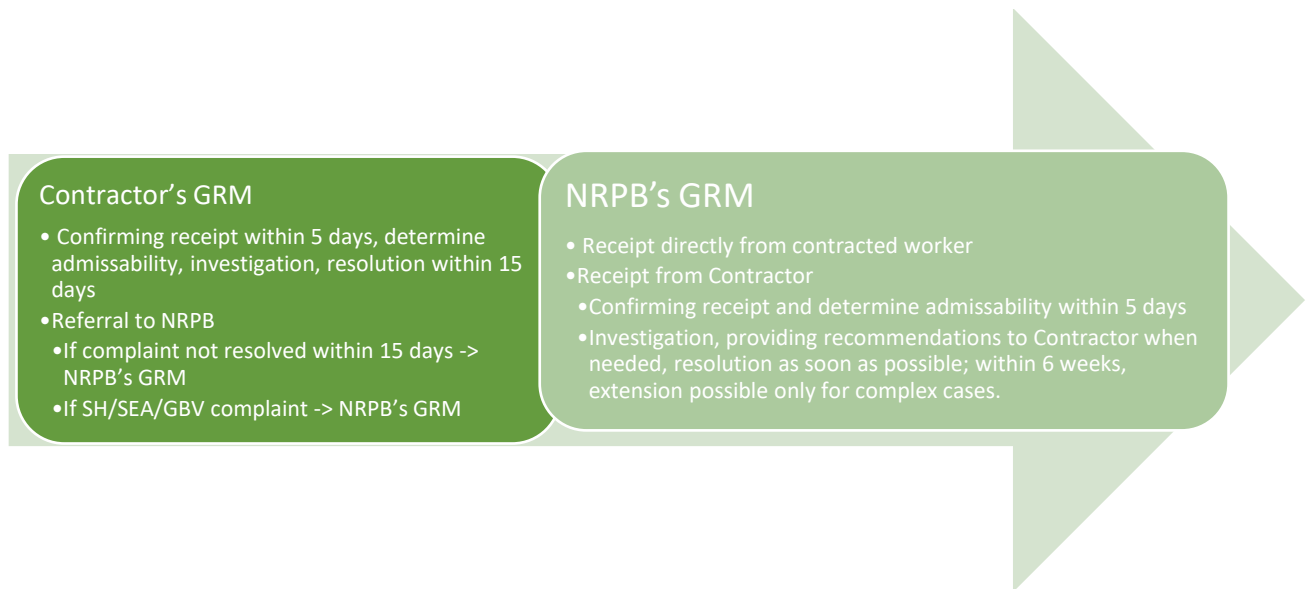 Contractor's GRM
• Confirming receipt within 5 days, determine
admissability, investigation, resolution within 15
days
•Referral to NRPB
•If complaint not resolved within 15 days ->
NRPB's GRM
•If SH/SEA/GBV complaint -> NRPB's GRM
NRPB's GRM
• Receipt directly from contracted worker
•Receipt from Contractor
•Confirming receipt and determine admissability within 5 days
•Investigation, providing recommendations to Contractor when
needed, resolution as soon as possible; within 6 weeks,
extension possible only for complex cases.